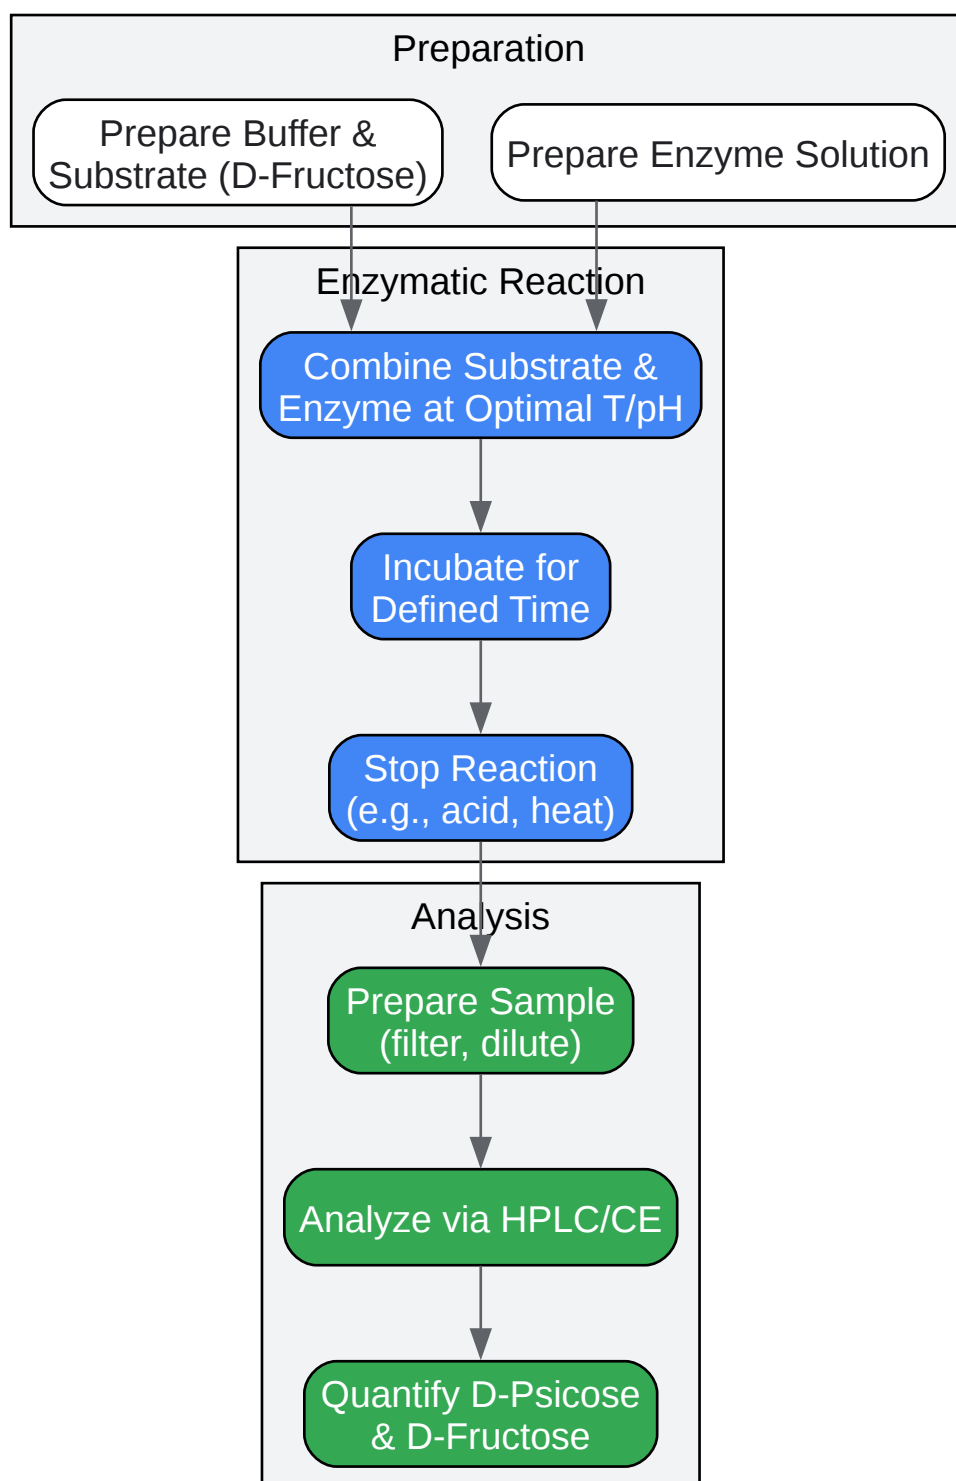 Preparation
Prepare Buffer &
Substrate (D-Fructose)
Prepare Enzyme Solution
Enzymatic Reaction
Combine Substrate &
Enzyme at Optimal T/pH
Incubate for
Defined Time
Stop Reaction
(e.g., acid, heat)
Analysis
Prepare Sample
(filter, dilute)
Analyze via HPLC/CE
Quantify D-Psicose
& D-Fructose